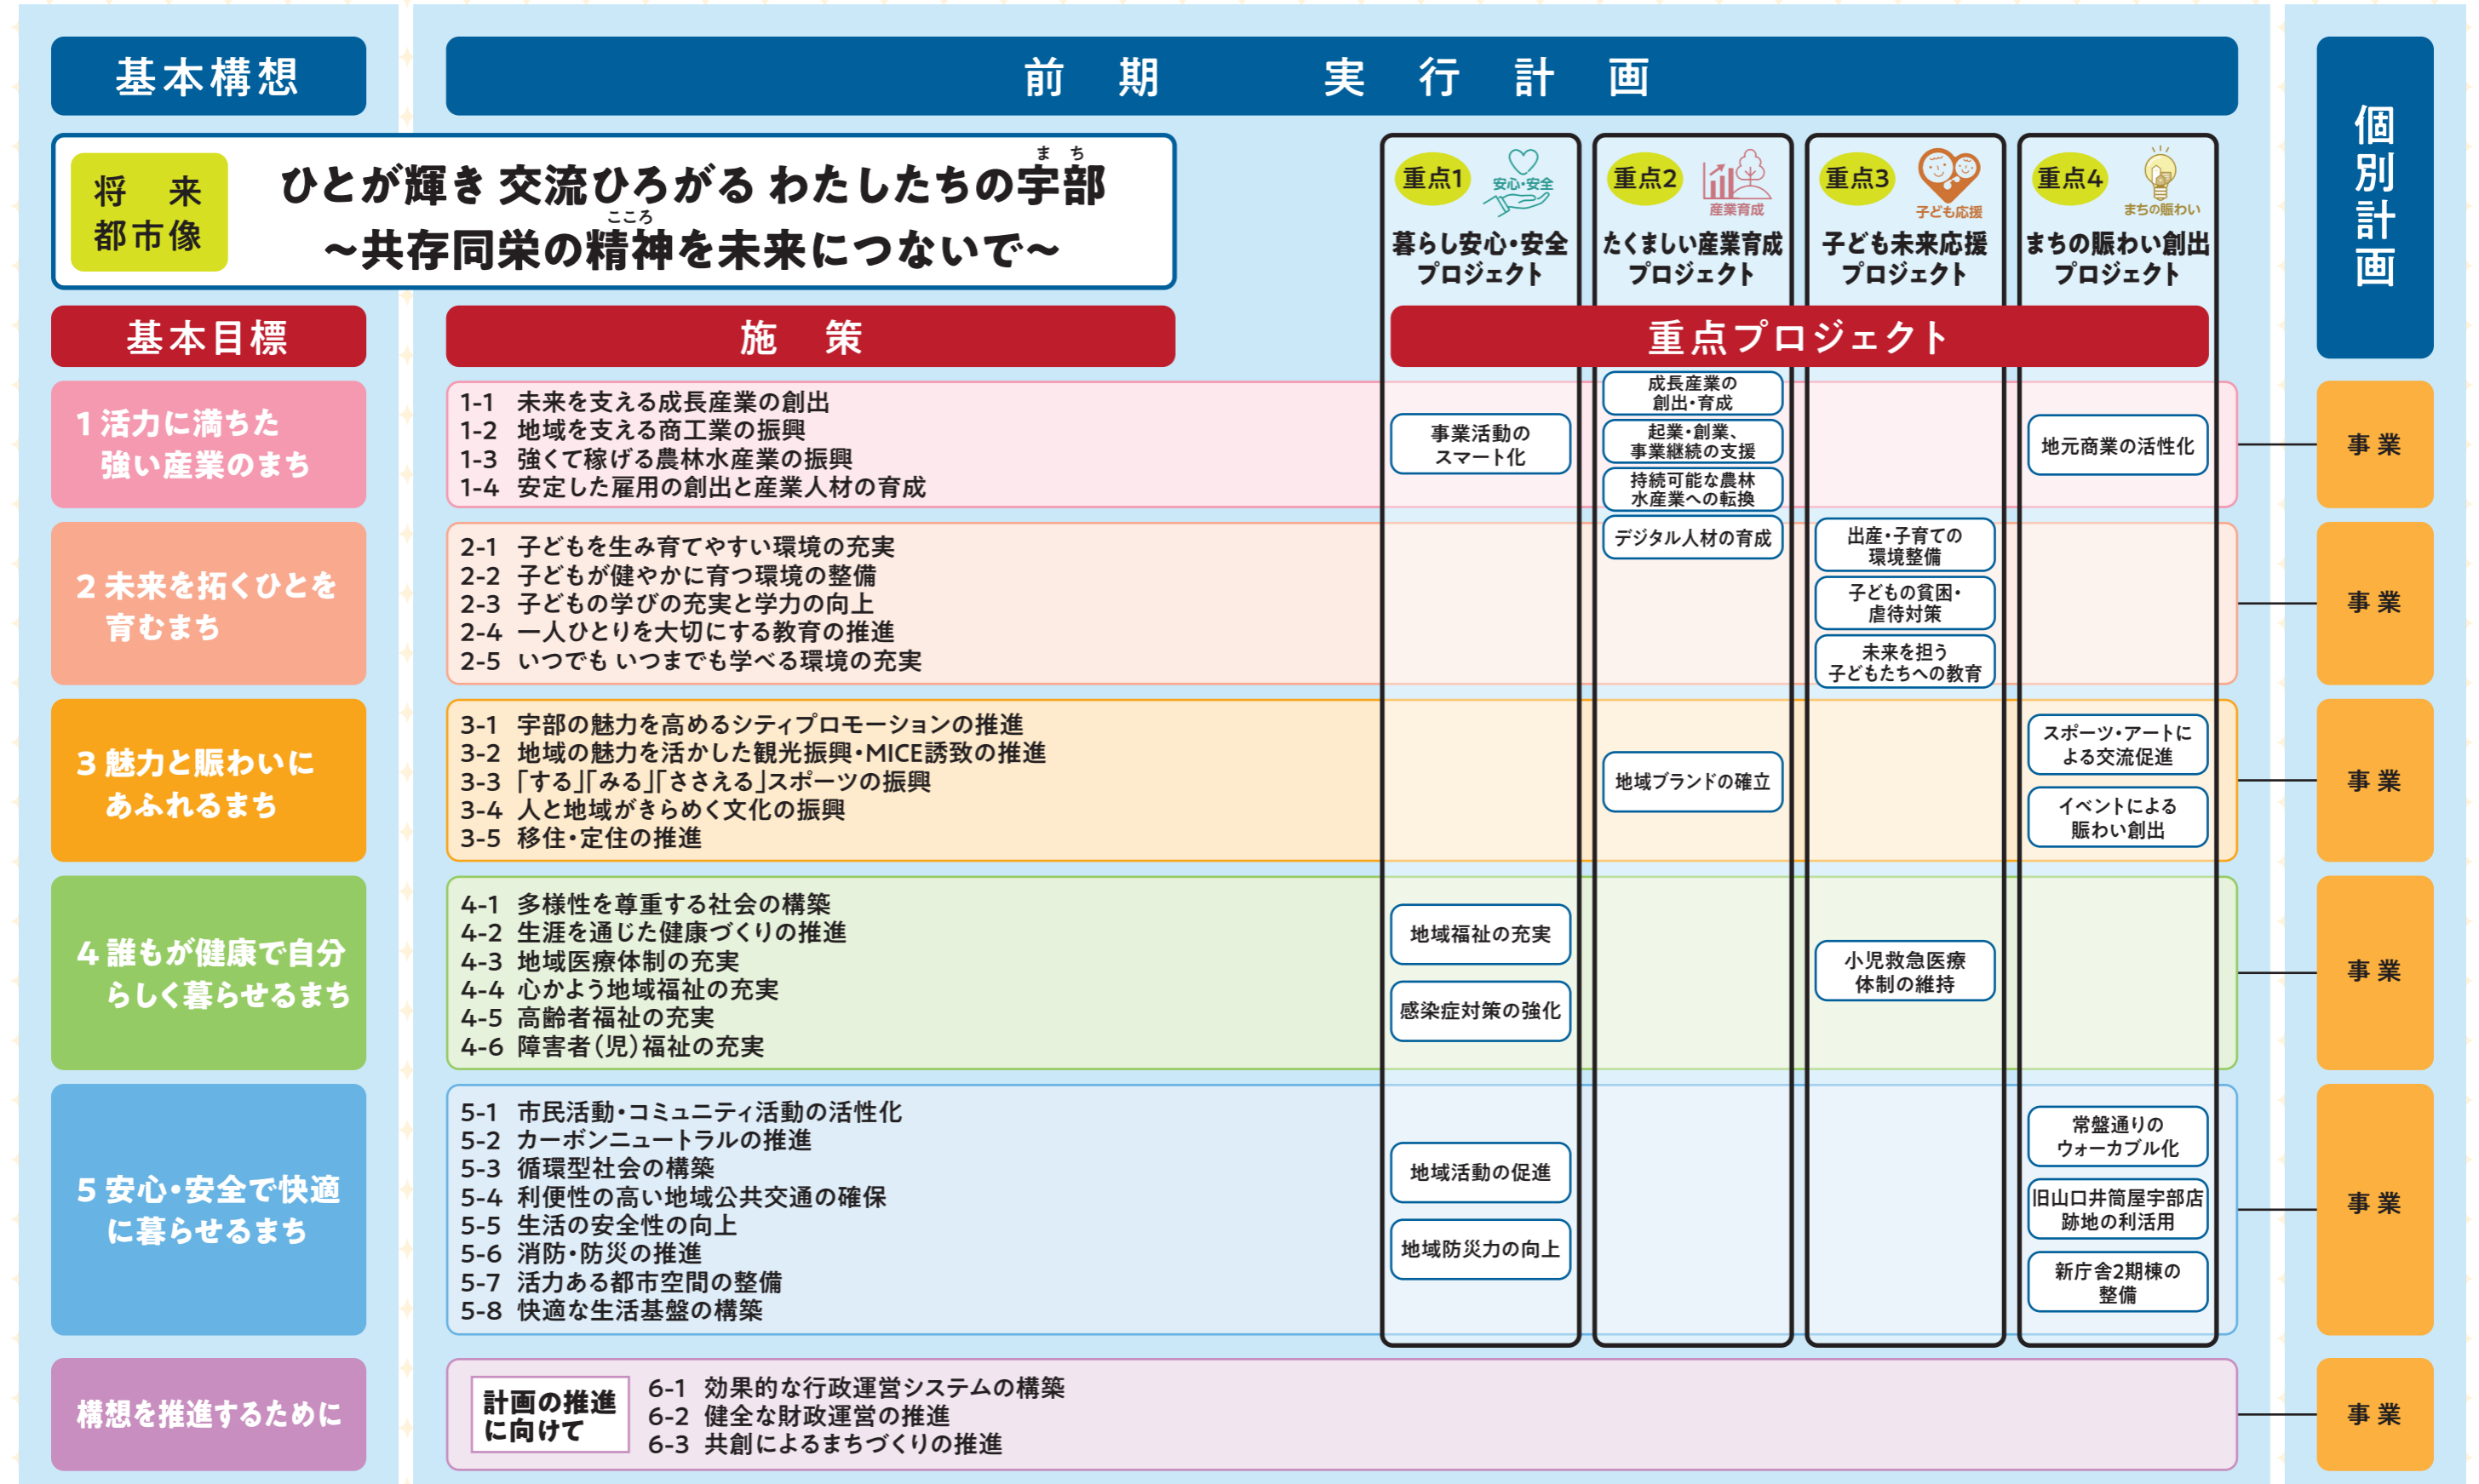 基本構想
前期 実行計画
個別計画
将来
都市像
ひとが輝き 交流ひろがる わたしたちの宇部
まち
~共存同栄の精神を未来につないで~
こころ
重点1
安心・安全
暮らし安心・安全
プロジェクト
重点2
産業育成
たくましい産業育成
プロジェクト
重点3
子ども応援
子ども未来応援
プロジェクト
重点4
まちの賑わい
まちの賑わい創出
プロジェクト
基本目標
施策
重点プロジェクト
1 活力に満ちた
強い産業のまち
1-1 未来を支える成長産業の創出
1-2 地域を支える商工業の振興
1-3 強くて稼げる農林水産業の振興
1-4 安定した雇用の創出と産業人材の育成
事業活動の
スマート化
成長産業の
創出・育成
起業・創業、
事業継続の支援
持続可能な農林
水産業への転換
地元商業の活性化
事業
2 未来を拓くひとを
育むまち
2-1 子どもを生み育てやすい環境の充実
2-2 子どもが健やかに育つ環境の整備
2-3 子どもの学びの充実と学力の向上
2-4 一人ひとりを大切にする教育の推進
2-5 いつでも いつまでも学べる環境の充実
デジタル人材の育成
出産・子育ての
環境整備
子どもの貧困・
虐待対策
未来を担う
子どもたちへの教育
事業
3 魅力と賑わいに
あふれるまち
3-1 宇部の魅力を高めるシティプロモーションの推進
3-2 地域の魅力を活かした観光振興・MICE誘致の推進
3-3 「する」「みる」「ささえる」スポーツの振興
3-4 人と地域がきらめく文化の振興
3-5 移住・定住の推進
地域ブランドの確立
スポーツ・アートに
よる交流促進
イベントによる
賑わい創出
事業
4 誰もが健康で自分
らしく暮らせるまち
4-1 多様性を尊重する社会の構築
4-2 生涯を通じた健康づくりの推進
4-3 地域医療体制の充実
4-4 心かよう地域福祉の充実
4-5 高齢者福祉の充実
4-6 障害者(児)福祉の充実
地域福祉の充実
感染症対策の強化
小児救急医療
体制の維持
事業
5 安心・安全で快適
に暮らせるまち
5-1 市民活動・コミュニティ活動の活性化
5-2 カーボンニュートラルの推進
5-3 循環型社会の構築
5-4 利便性の高い地域公共交通の確保
5-5 生活の安全性の向上
5-6 消防・防災の推進
5-7 活力ある都市空間の整備
5-8 快適な生活基盤の構築
地域活動の促進
地域防災力の向上
常盤通りの
ウォーカブル化
旧山口井筒屋宇部店
跡地の利活用
新庁舎2期棟の
整備
事業
構想を推進するために
計画の推進
に向けて
6-1 効果的な行政運営システムの構築
6-2 健全な財政運営の推進
6-3 共創によるまちづくりの推進
事業